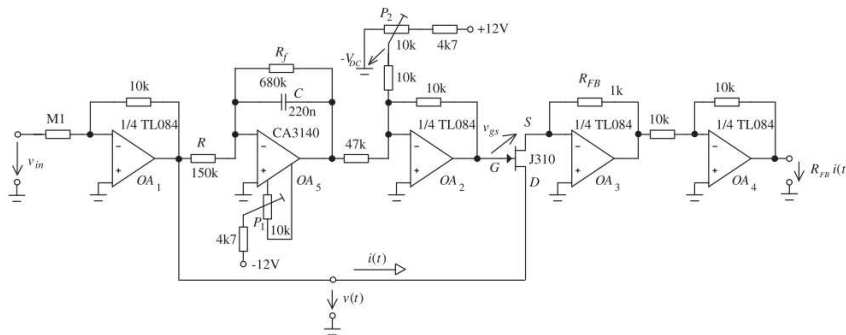 P2
+12V
10k
4k7
-VDC
Rf
680k
C
220n
10k
RFB
1k
10k
M1
1/4 TL084
CA3140
10k
1/4 TL084
vgs
S
1/4 TL084
10k
10k
1/4 TL084
vin
R
150k
47k
J310
G
D
OA1
OA5
OA2
OA3
OA4
RFB i(t
P1
10k
4k7
-12V
i(t)
v(t)